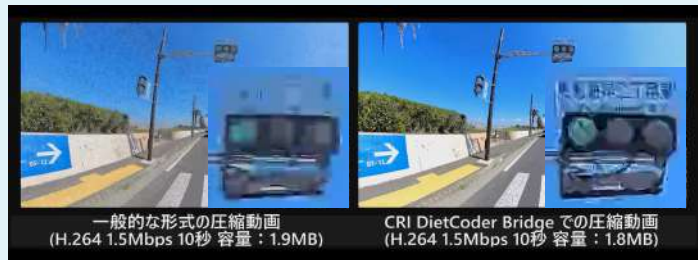 一般的な形式の圧縮動画
(H.264 1.5Mbps 10秒 容量：1.9MB)
CRI DietCoder Bridge での圧縮動画
(H.264 1.5Mbps 10秒 容量：1.8MB)